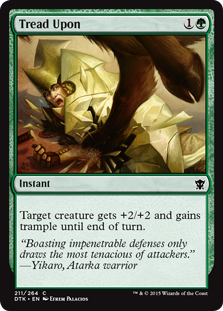 Tread Upon 1
Instant
Target creature gets +2/+2 and gains
trample until end of turn.
"Boasting impenetrable defenses only
draws the most tenacious of attackers."
—Yikaro, Atarka warrior
211/264 C
DTK • EN Efrem Palacios
™ & © 2015 Wizards of the Coast